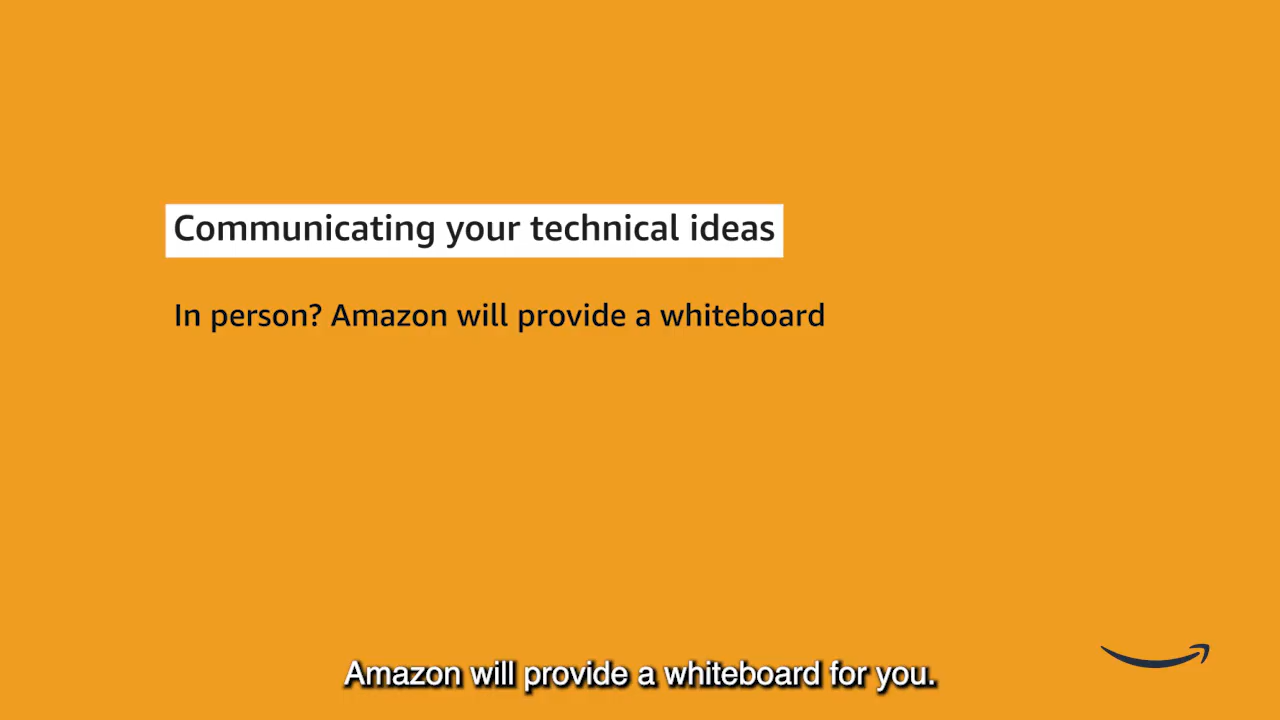 Communicating your technical ideas
In person? Amazon will provide a whiteboard
Amazon will provide a whiteboard for you.